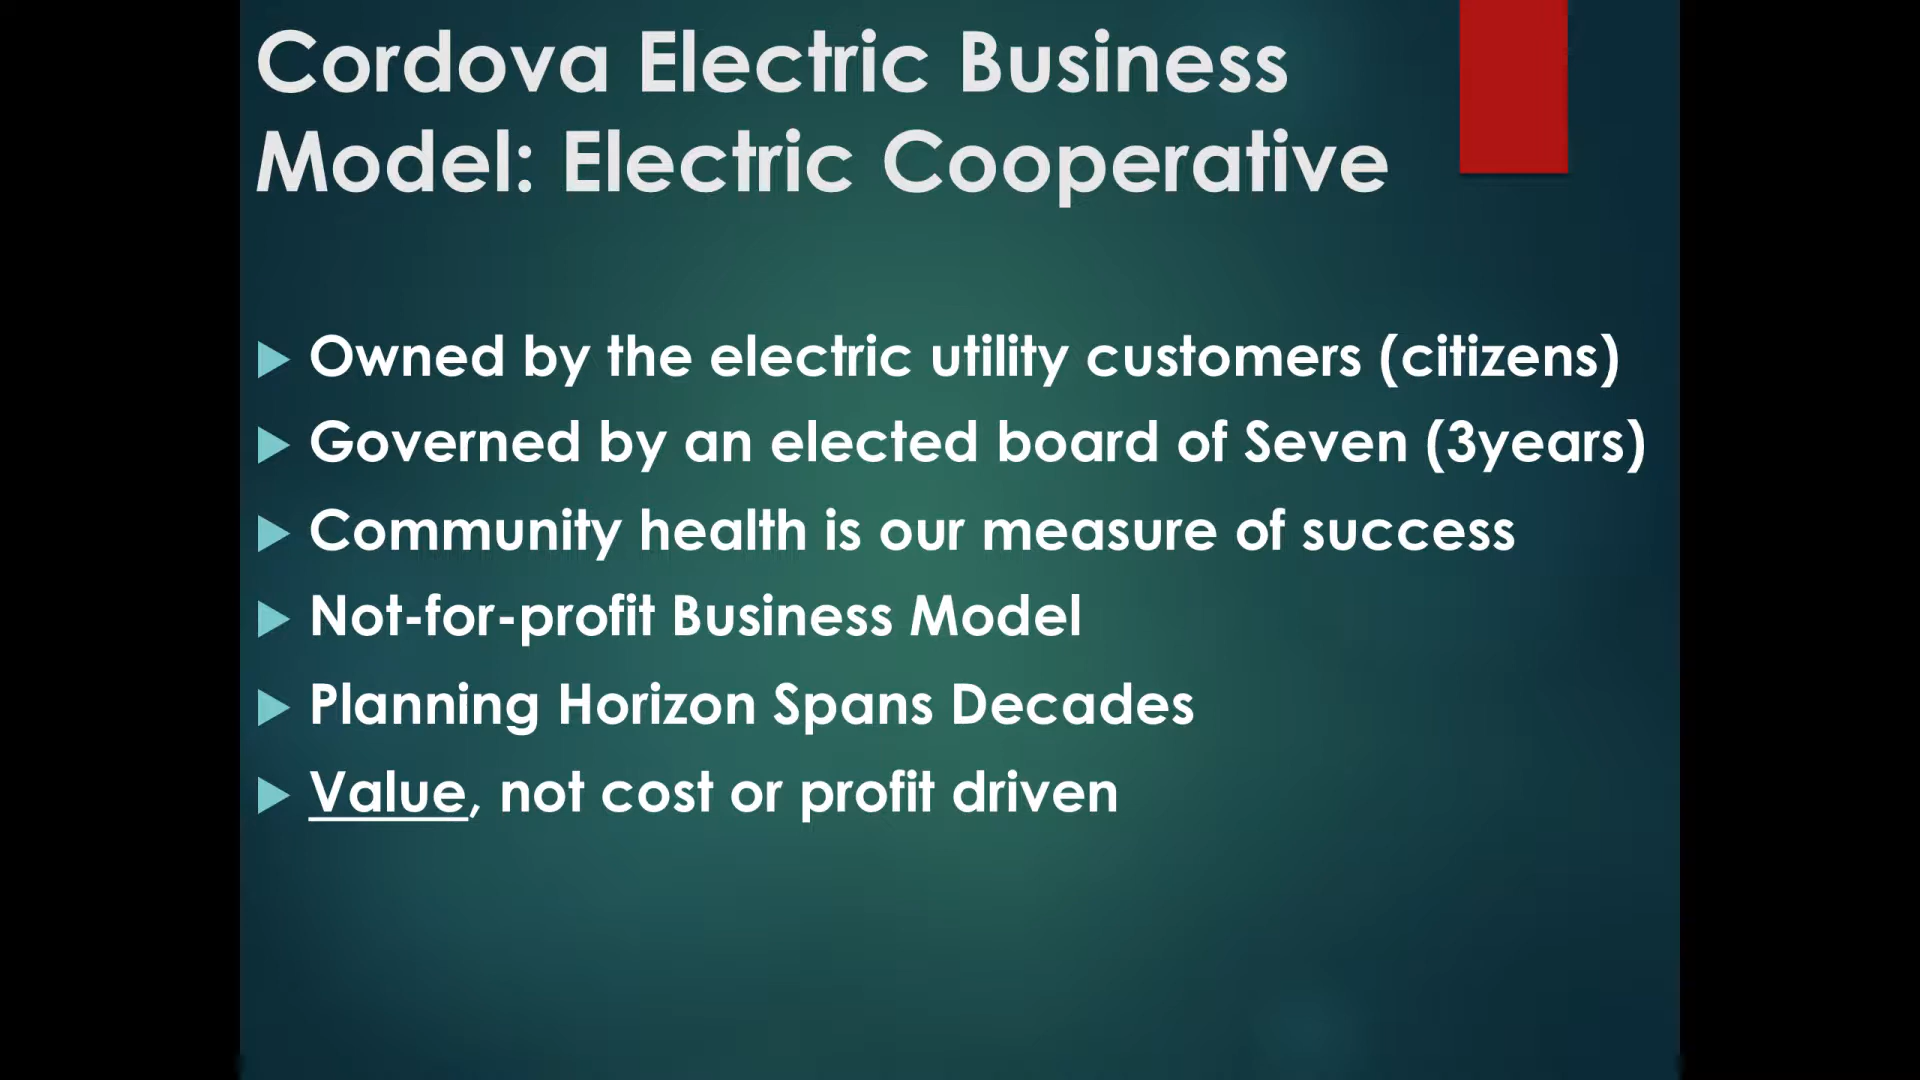 Cordova Electric Business
Model: Electric Cooperative
Owned by the electric utility customers (citizens)
Governed by an elected board of Seven (3years)
Community health is our measure of success
Not-for-profit Business Model
Planning Horizon Spans Decades
Value, not cost or profit driven